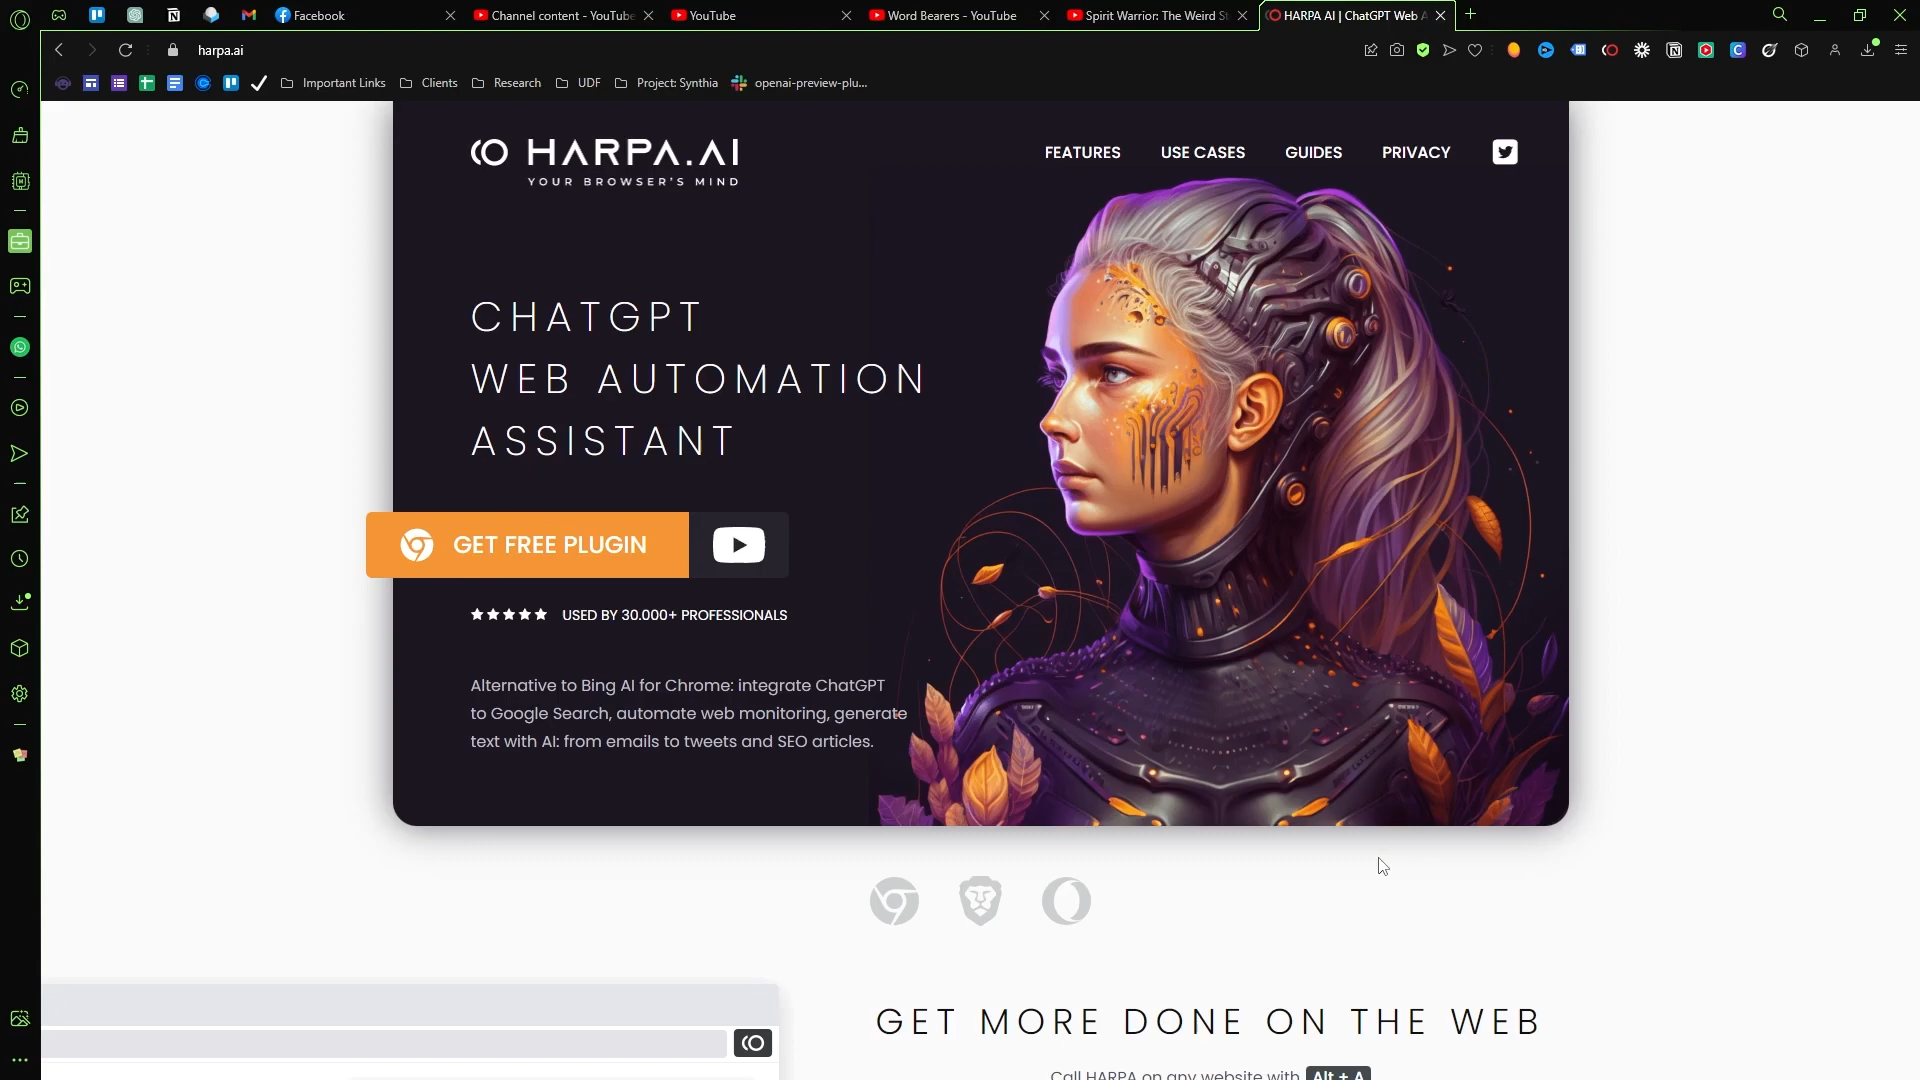 Facebook
Channel content - YouTube
YouTube
Word Bearers - YouTube
Spirit Warrior: The Weird S
HARPA AI | ChatGPT Web A
harpa.ai
Important Links
Clients
Research
UDF
Project: Synthia
openai-preview-plu...
HARPA.AI
YOUR BROWSER'S MIND
FEATURES
USE CASES
GUIDES
PRIVACY
CHATGPT
WEB AUTOMATION
ASSISTANT
GET FREE PLUGIN
USED BY 30.000+ PROFESSIONALS
Alternative to Bing AI for Chrome: integrate ChatGPT
to Google Search, automate web monitoring, generate
text with AI: from emails to tweets and SEO articles.
GET MORE DONE ON THE WEB
Call HARPA on any website with Alt + A